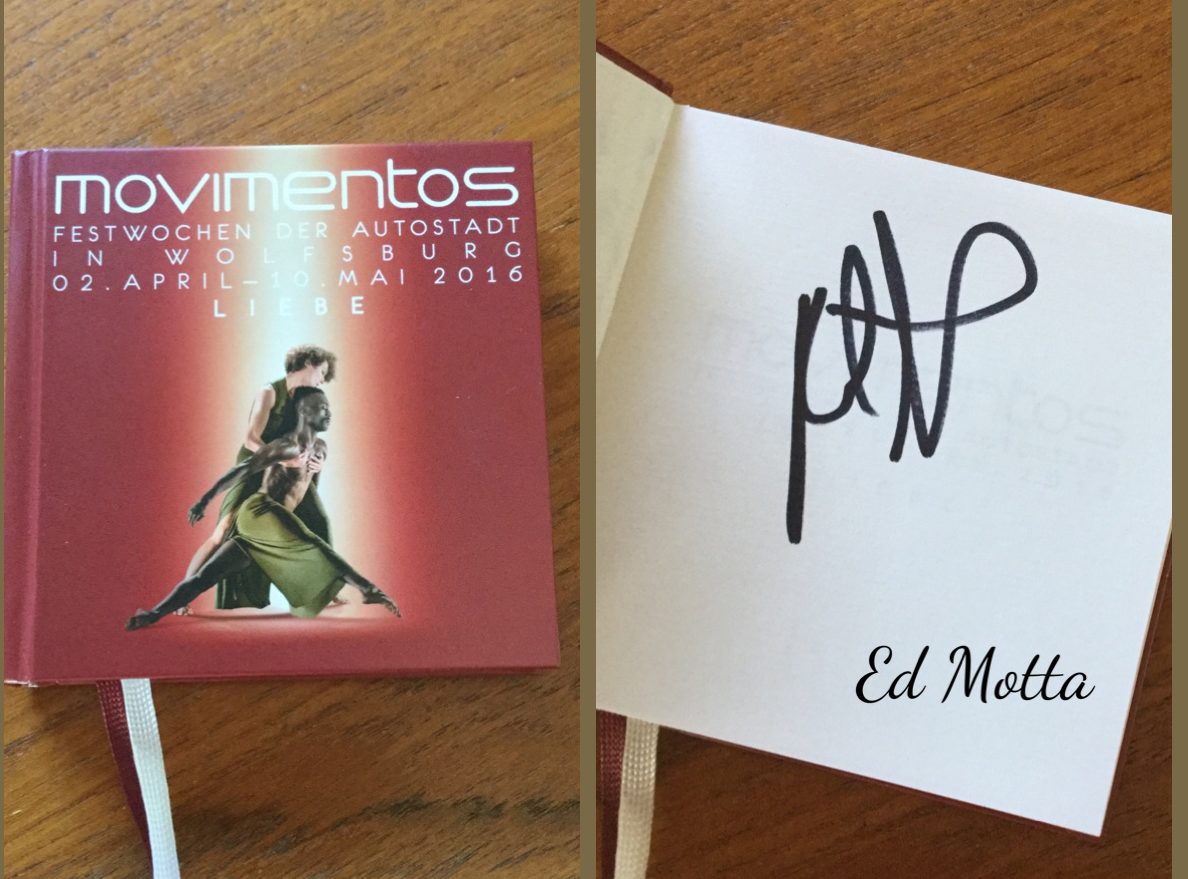 movimentos
FESTWOCHEN DER AUTOSTADT
IN WOLFSBURG
02.APRIL–10.MAI 2016
LIEBE
Ed Motta